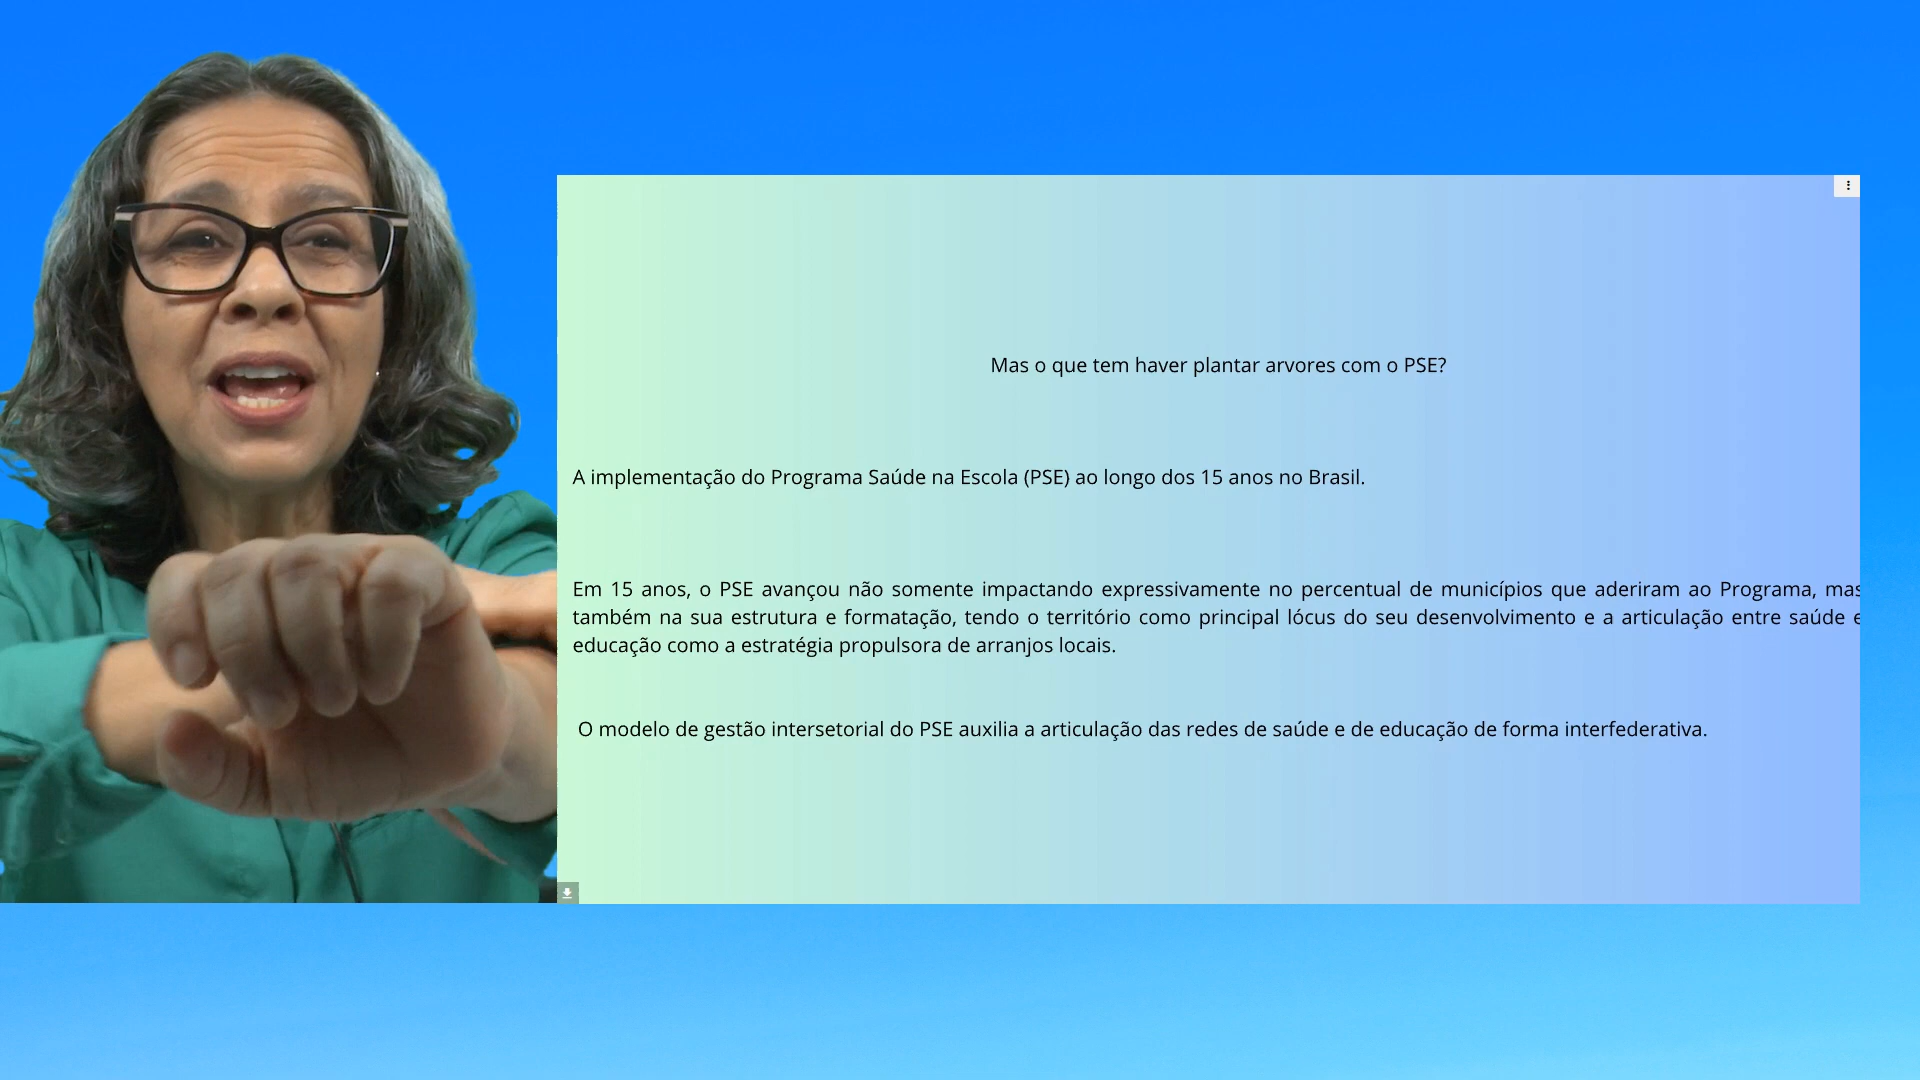 Mas o que tem haver plantar arvores com o PSE?
A implementação do Programa Saúde na Escola (PSE) ao longo dos 15 anos no Brasil.
Em 15 anos, o PSE avançou não somente impactando expressivamente no percentual de municípios que aderiram ao Programa, mas
também na sua estrutura e formatação, tendo o território como principal lócus do seu desenvolvimento e a articulação entre saúde e
educação como a estratégia propulsora de arranjos locais.
O modelo de gestão intersetorial do PSE auxilia a articulação das redes de saúde e de educação de forma interfederativa.